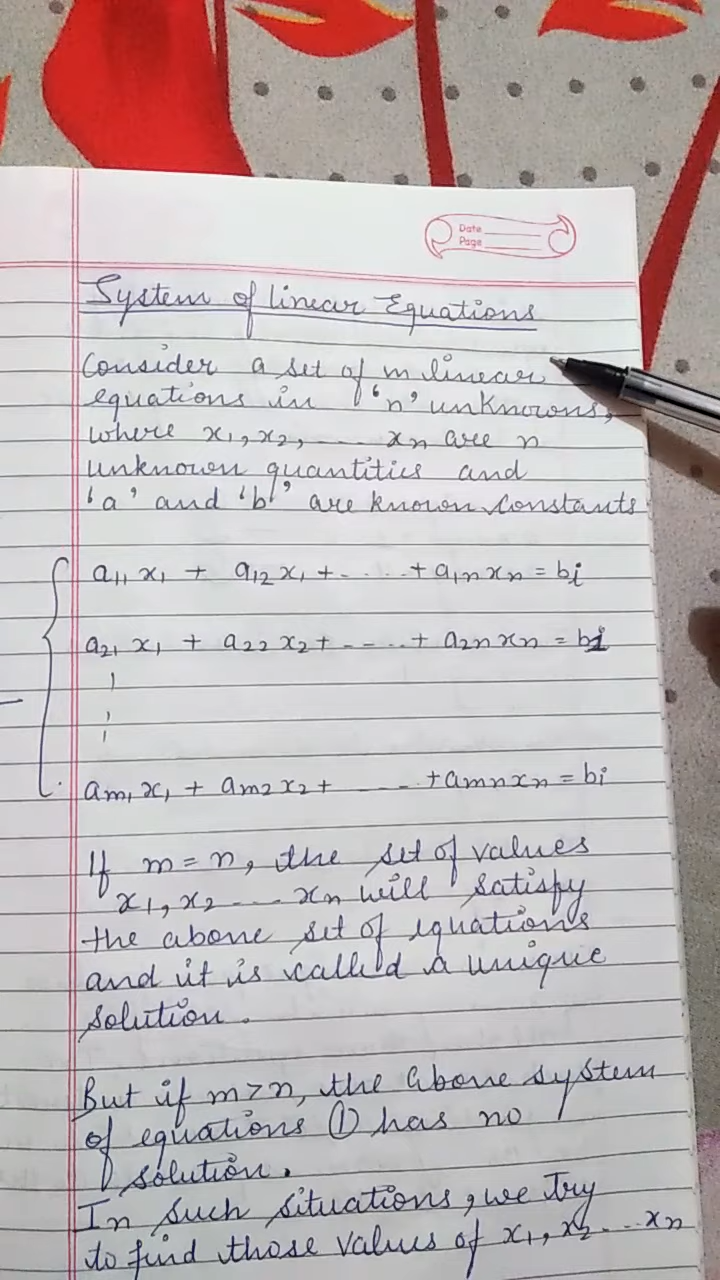 Date
Page
System of linear Equations
Consider a set of m linear
equations in 'n' unknowns,
where x₁, x₂, .... xₙ are n
unknown quantities and
'a' and 'b' are known constants
a₁₁ x₁ + a₁₂ x₁ + - . . . . + a₁ₙ xₙ = bᵢ
a₂₁ x₁ + a₂₂ x₂ + - - . . . + a₂ₙ xₙ = b
aₘ₁ x₁ + aₘ₂ x₂ + . - - - . + aₘₙ xₙ = bᵢ
If m = n, the set of values
x₁, x₂ - . . . xₙ will satisfy
the above set of equations
and it is called a unique
solution.
But if m > n, the above system
of equations ① has no
solution.
In such situations, we try
to find those values of x₁, x₂ - . . xₙ